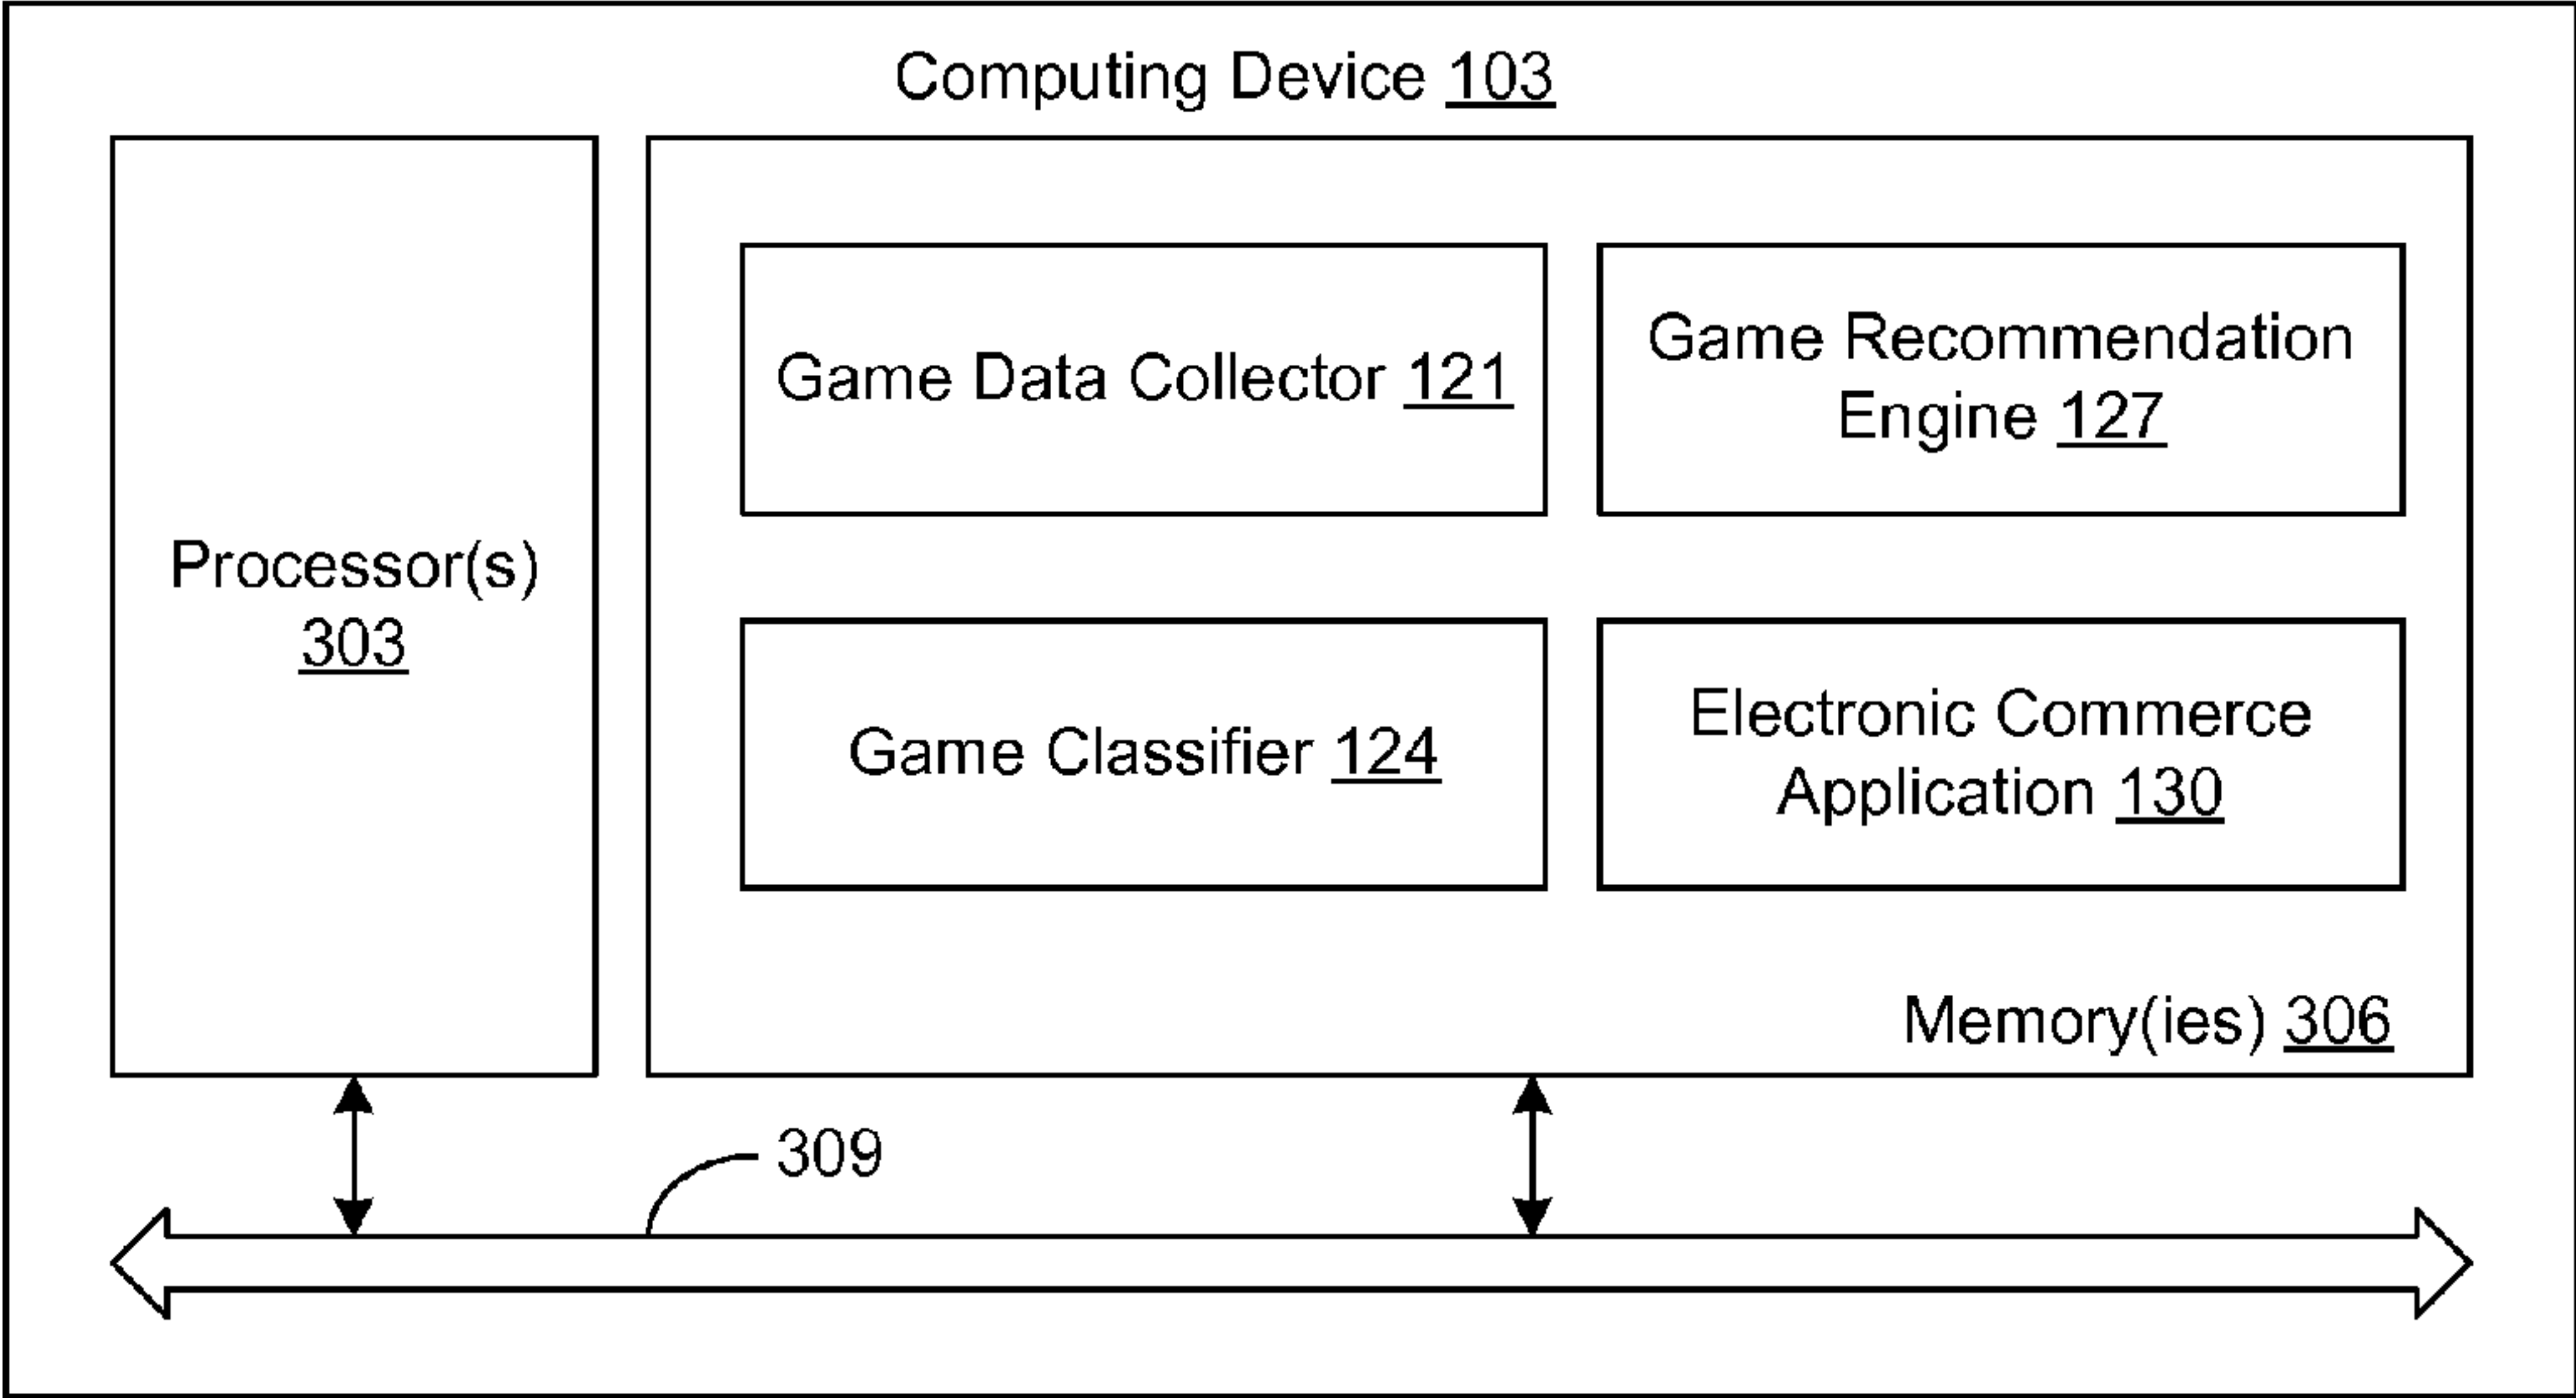 Computing Device 103
Processor(s)
303
Game Data Collector 121
Game Recommendation
Engine 127
Game Classifier 124
Electronic Commerce
Application 130
Memory(ies) 306
309